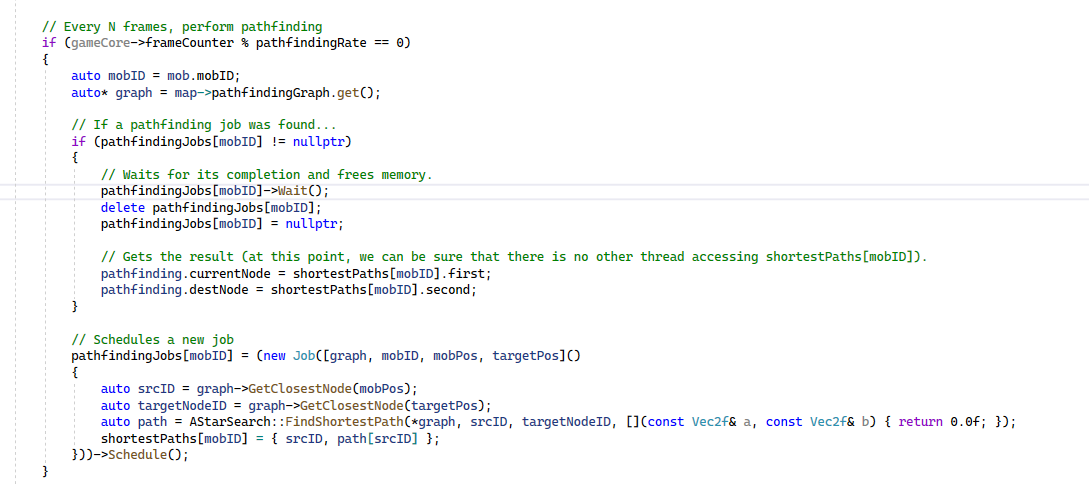 // Every N frames, perform pathfinding
if (gameCore->frameCounter % pathfindingRate == 0)
{
auto mobID = mob.mobID;
auto* graph = map->pathfindingGraph.get();
// If a pathfinding job was found...
if (pathfindingJobs[mobID] != nullptr)
{
// Waits for its completion and frees memory.
pathfindingJobs[mobID]->Wait();
delete pathfindingJobs[mobID];
pathfindingJobs[mobID] = nullptr;
// Gets the result (at this point, we can be sure that there is no other thread accessing shortestPaths[mobID]).
pathfinding.currentNode = shortestPaths[mobID].first;
pathfinding.destNode = shortestPaths[mobID].second;
}
// Schedules a new job
pathfindingJobs[mobID] = (new Job([graph, mobID, mobPos, targetPos]()
{
auto srcID = graph->GetClosestNode(mobPos);
auto targetNodeID = graph->GetClosestNode(targetPos);
auto path = AStarSearch::FindShortestPath(*graph, srcID, targetNodeID, [](const Vec2f& a, const Vec2f& b) { return 0.0f; });
shortestPaths[mobID] = { srcID, path[srcID] };
}))->Schedule();
}